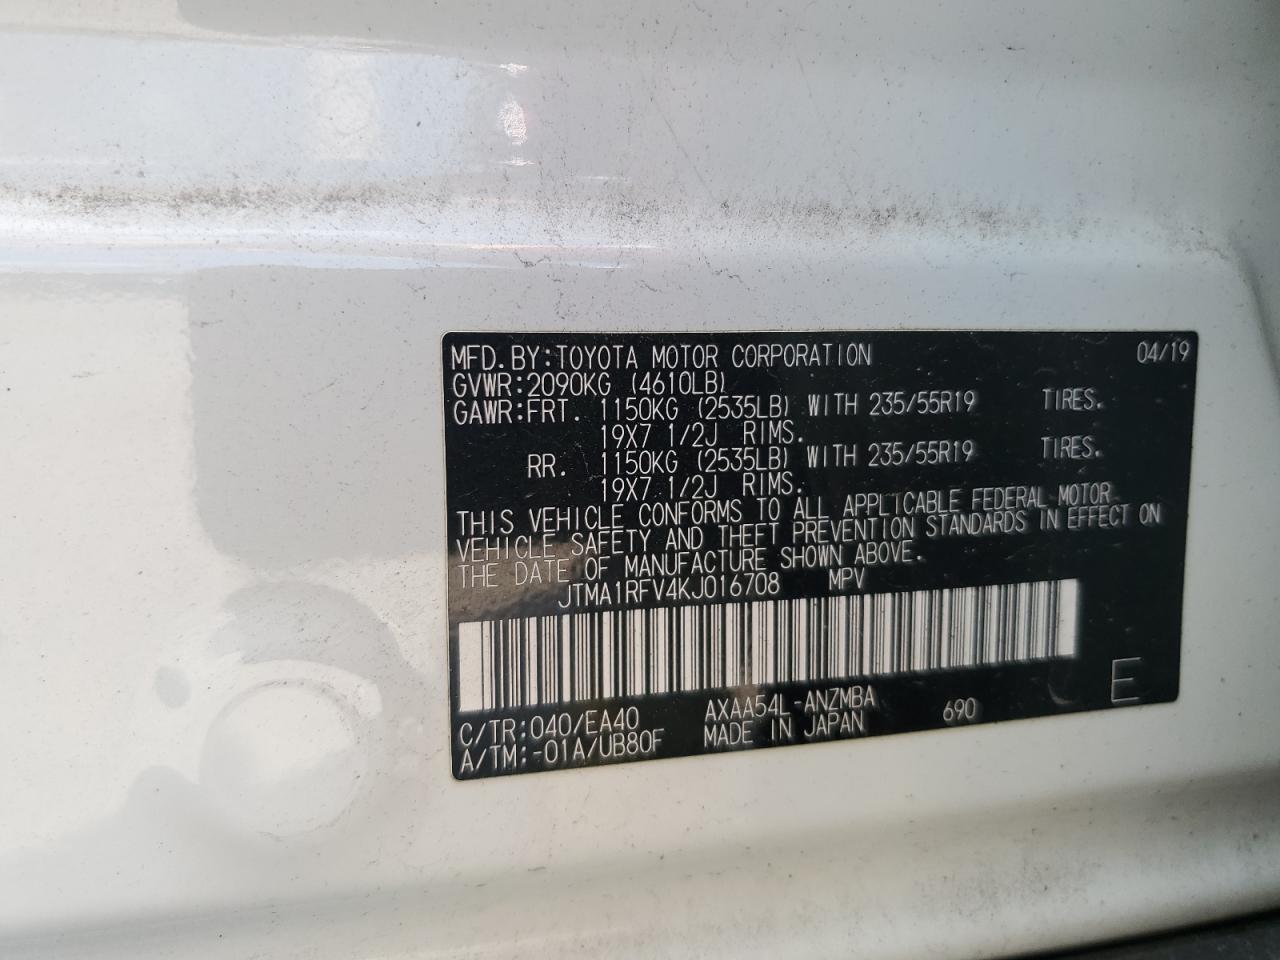 MFD. BY: TOYOTA MOTOR CORPORATION 04/19
GVWR: 2090KG (4610LB)
GAWR: FRT. 1150KG (2535LB) WITH 235/55R19 TIRES.
19X7 1/2J RIMS.
RR. 1150KG (2535LB) WITH 235/55R19 TIRES.
19X7 1/2J RIMS.
THIS VEHICLE CONFORMS TO ALL APPLICABLE FEDERAL MOTOR
VEHICLE SAFETY AND THEFT PREVENTION STANDARDS IN EFFECT ON
THE DATE OF MANUFACTURE SHOWN ABOVE.
JTMA1RFV4KJ016708 MPV
C/TR: 040/EA40 AXAA54L-ANZMBA 690 E
A/TM: -01A/UB80F MADE IN JAPAN